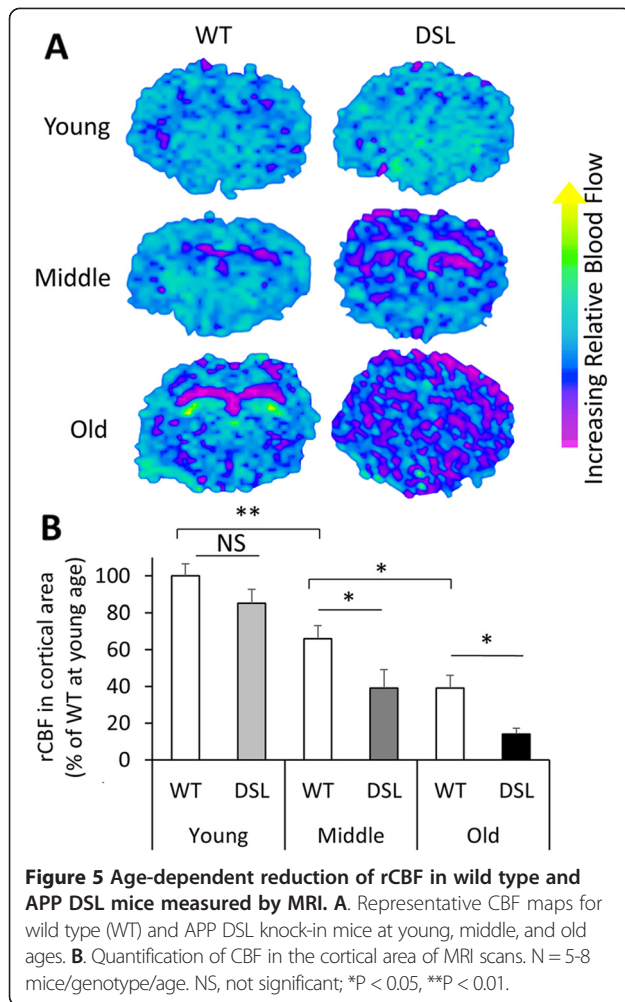 A
WT
DSL
Young
Middle
Old
Increasing Relative Blood Flow
B
**
NS
*
*
*
rCBF in cortical area
(% of WT at young age)
100
80
60
40
20
0
WT DSL WT DSL WT DSL
Young Middle Old
Figure 5 Age-dependent reduction of rCBF in wild type and
APP DSL mice measured by MRI. A. Representative CBF maps for
wild type (WT) and APP DSL knock-in mice at young, middle, and old
ages. B. Quantification of CBF in the cortical area of MRI scans. N = 5-8
mice/genotype/age. NS, not significant; *P < 0.05, **P < 0.01.